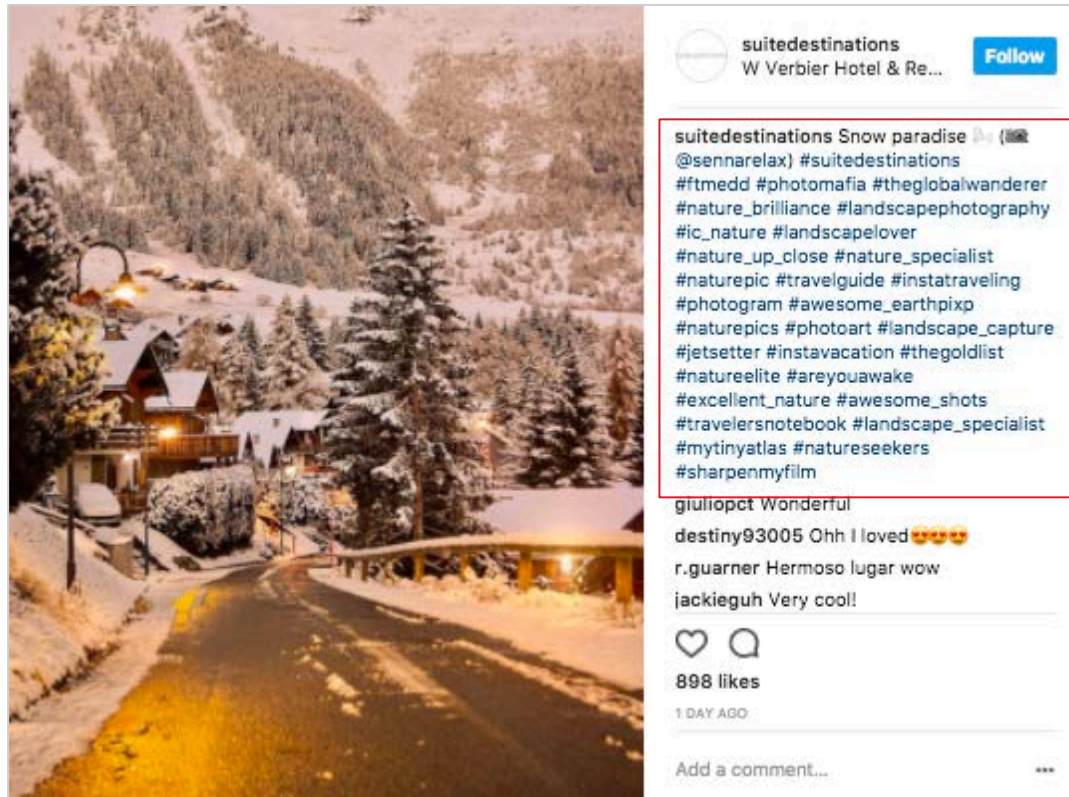 suitedestinations
W Verbier Hotel & Re...
Follow
suitedestinations Snow paradise (
@sennarelax) #suitedestinations
#ftmedd #photomafia #theglobalwanderer
#nature_brilliance #landscapephotography
#ic_nature #landscapelover
#nature_up_close #nature_specialist
#naturepic #travelguide #instatraveling
#photogram #awesome_earthpixp
#naturepics #photoart #landscape_capture
#jetsetter #instavacation #thegoldlist
#natureelite #areyouawake
#excellent_nature #awesome_shots
#travelersnotebook #landscape_specialist
#mytinyatlas #natureseekers
#sharpenmyfilm
giuliopct Wonderful
destiny93005 Ohh I loved😍😍😍
r.guarner Hermoso lugar wow
jackieguh Very cool!
898 likes
1 DAY AGO
Add a comment...